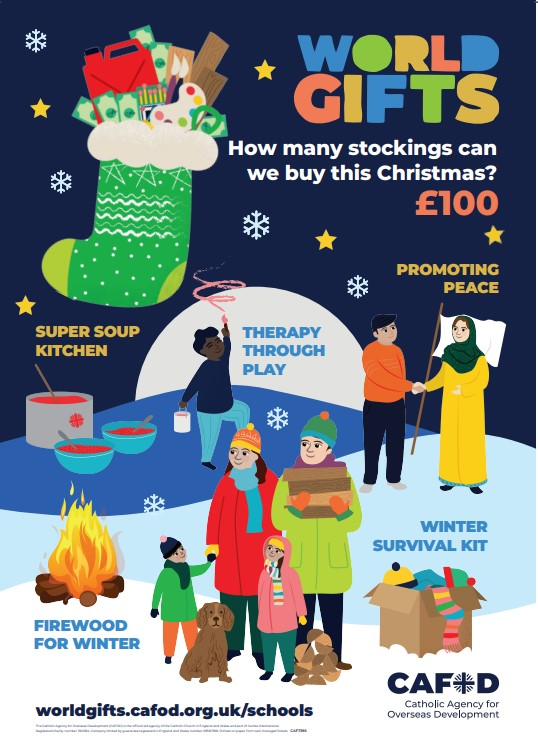 WORLD
GIFTS
How many stockings can
we buy this Christmas?
£100
PROMOTING
PEACE
SUPER SOUP
KITCHEN
THERAPY
THROUGH
PLAY
WINTER
SURVIVAL KIT
FIREWOOD
FOR WINTER
CAFOD
Catholic Agency for
Overseas Development
worldgifts.cafod.org.uk/schools